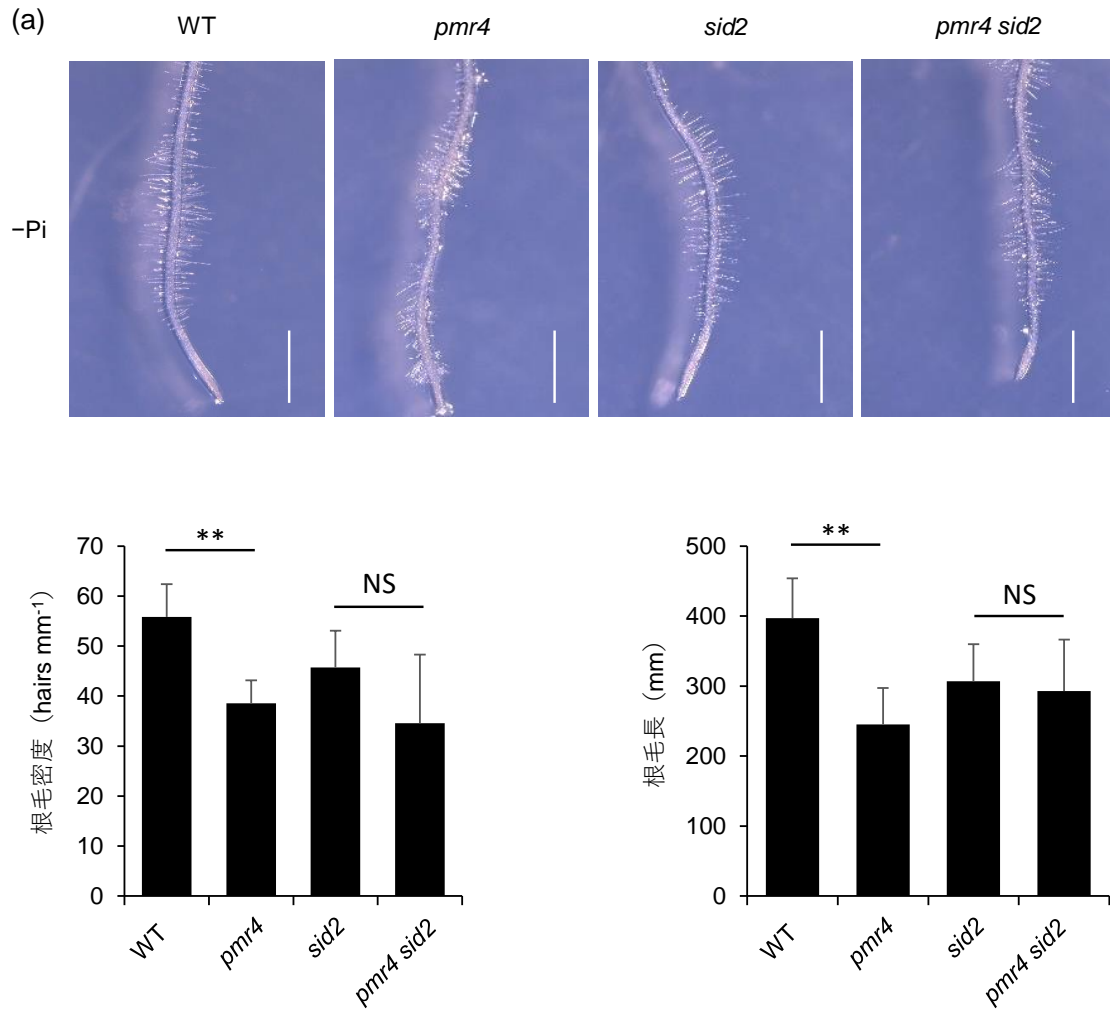 (a)
WT pmr4 sid2 pmr4 sid2
−Pi
**
NS
70
60
50
40
30
20
10
0
根毛密度（hairs mm-1）
WT pmr4 sid2 pmr4 sid2
**
NS
500
400
300
200
100
0
根毛長（mm）
WT pmr4 sid2 pmr4 sid2